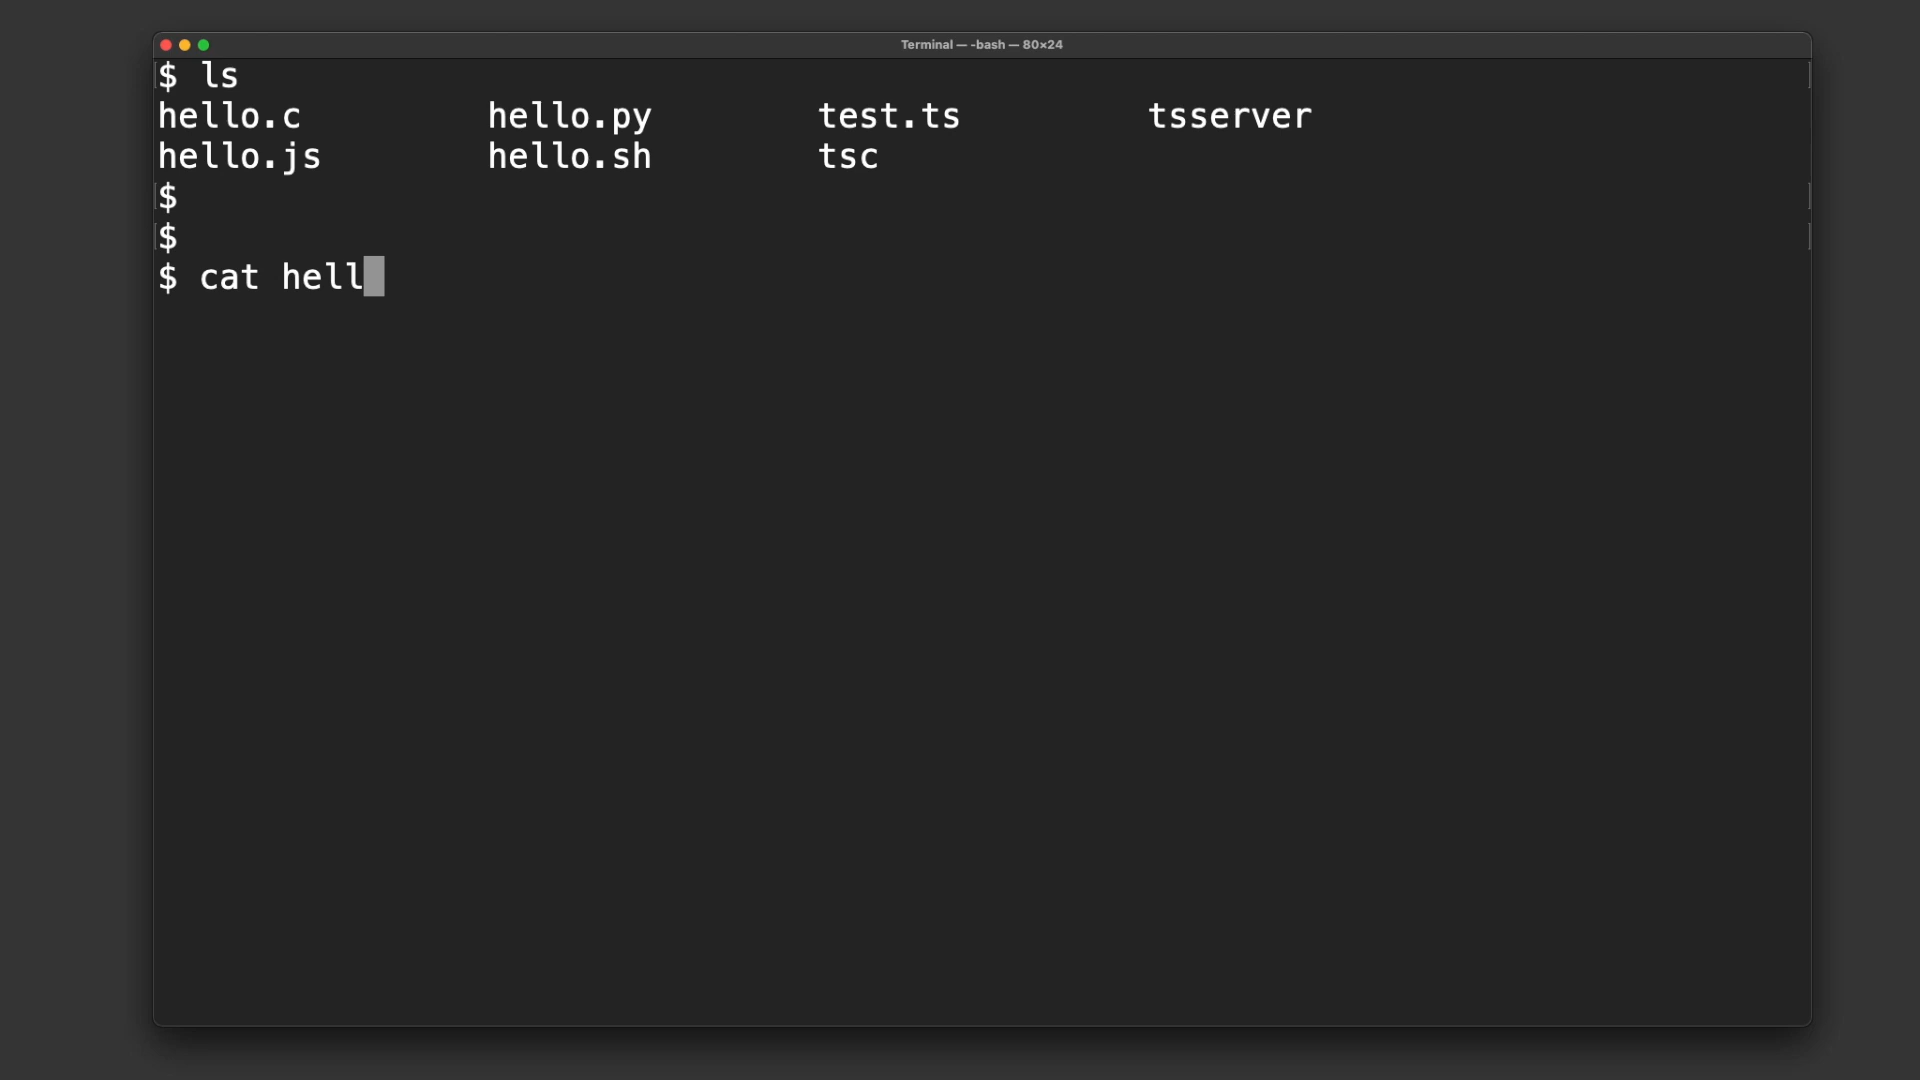 Terminal — -bash — 80×24
$ ls
hello.c hello.py test.ts tsserver
hello.js hello.sh tsc
$
$
$ cat hell